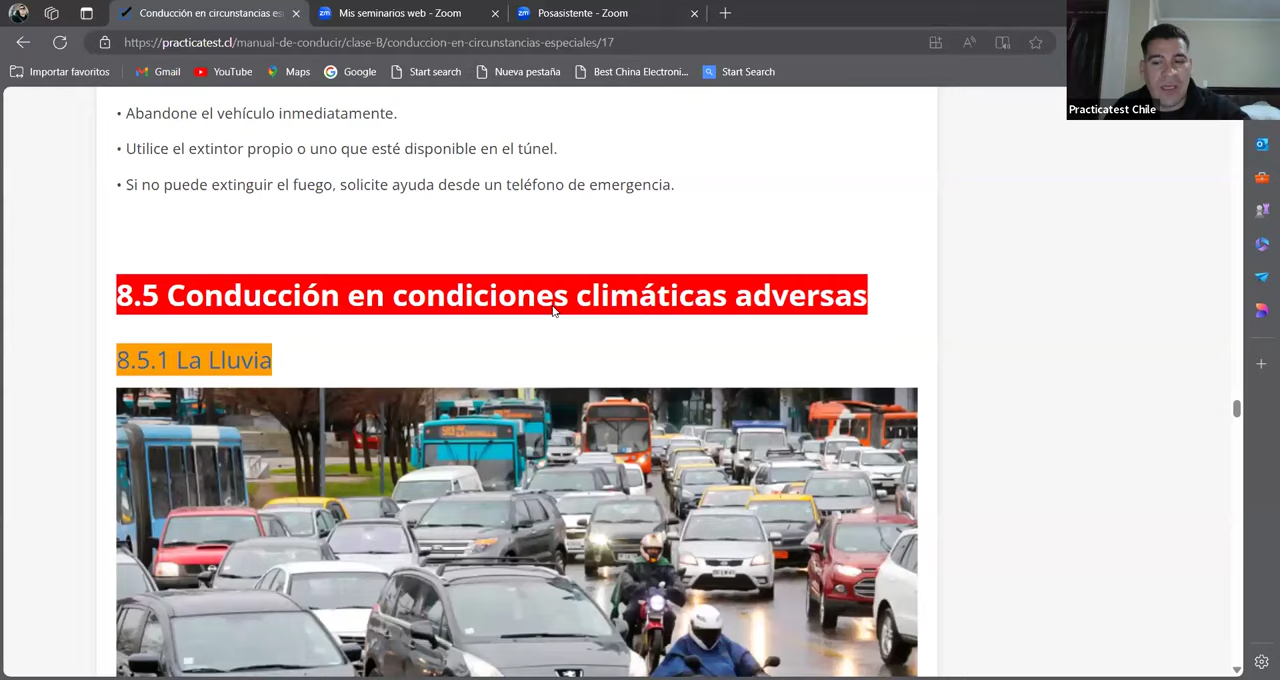 Conducción en circunstancias es
Mis seminarios web - Zoom
Posasistente - Zoom
https://practicatest.cl/manual-de-conducir/clase-B/conduccion-en-circunstancias-especiales/17
Importar favoritos
Gmail
YouTube
Maps
Google
Start search
Nueva pestaña
Best China Electroni...
Start Search
Practicatest Chile
• Abandone el vehículo inmediatamente.
• Utilice el extintor propio o uno que esté disponible en el túnel.
• Si no puede extinguir el fuego, solicite ayuda desde un teléfono de emergencia.
8.5 Conducción en condiciones climáticas adversas
8.5.1 La Lluvia